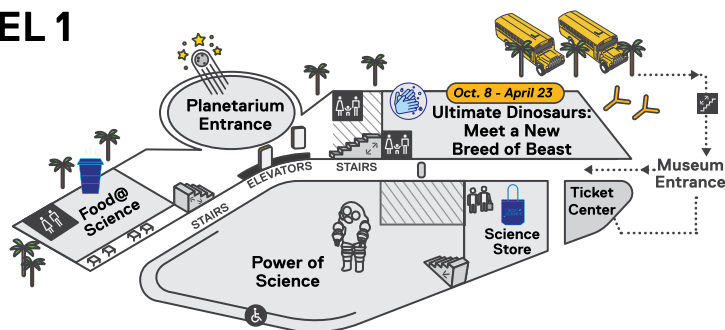 EL 1
Planetarium
Entrance
Oct. 8 - April 23
Ultimate Dinosaurs:
Meet a New
Breed of Beast
ELEVATORS
STAIRS
Museum
Entrance
Food@
Science
STAIRS
Ticket
Center
Science
Store
Power of
Science